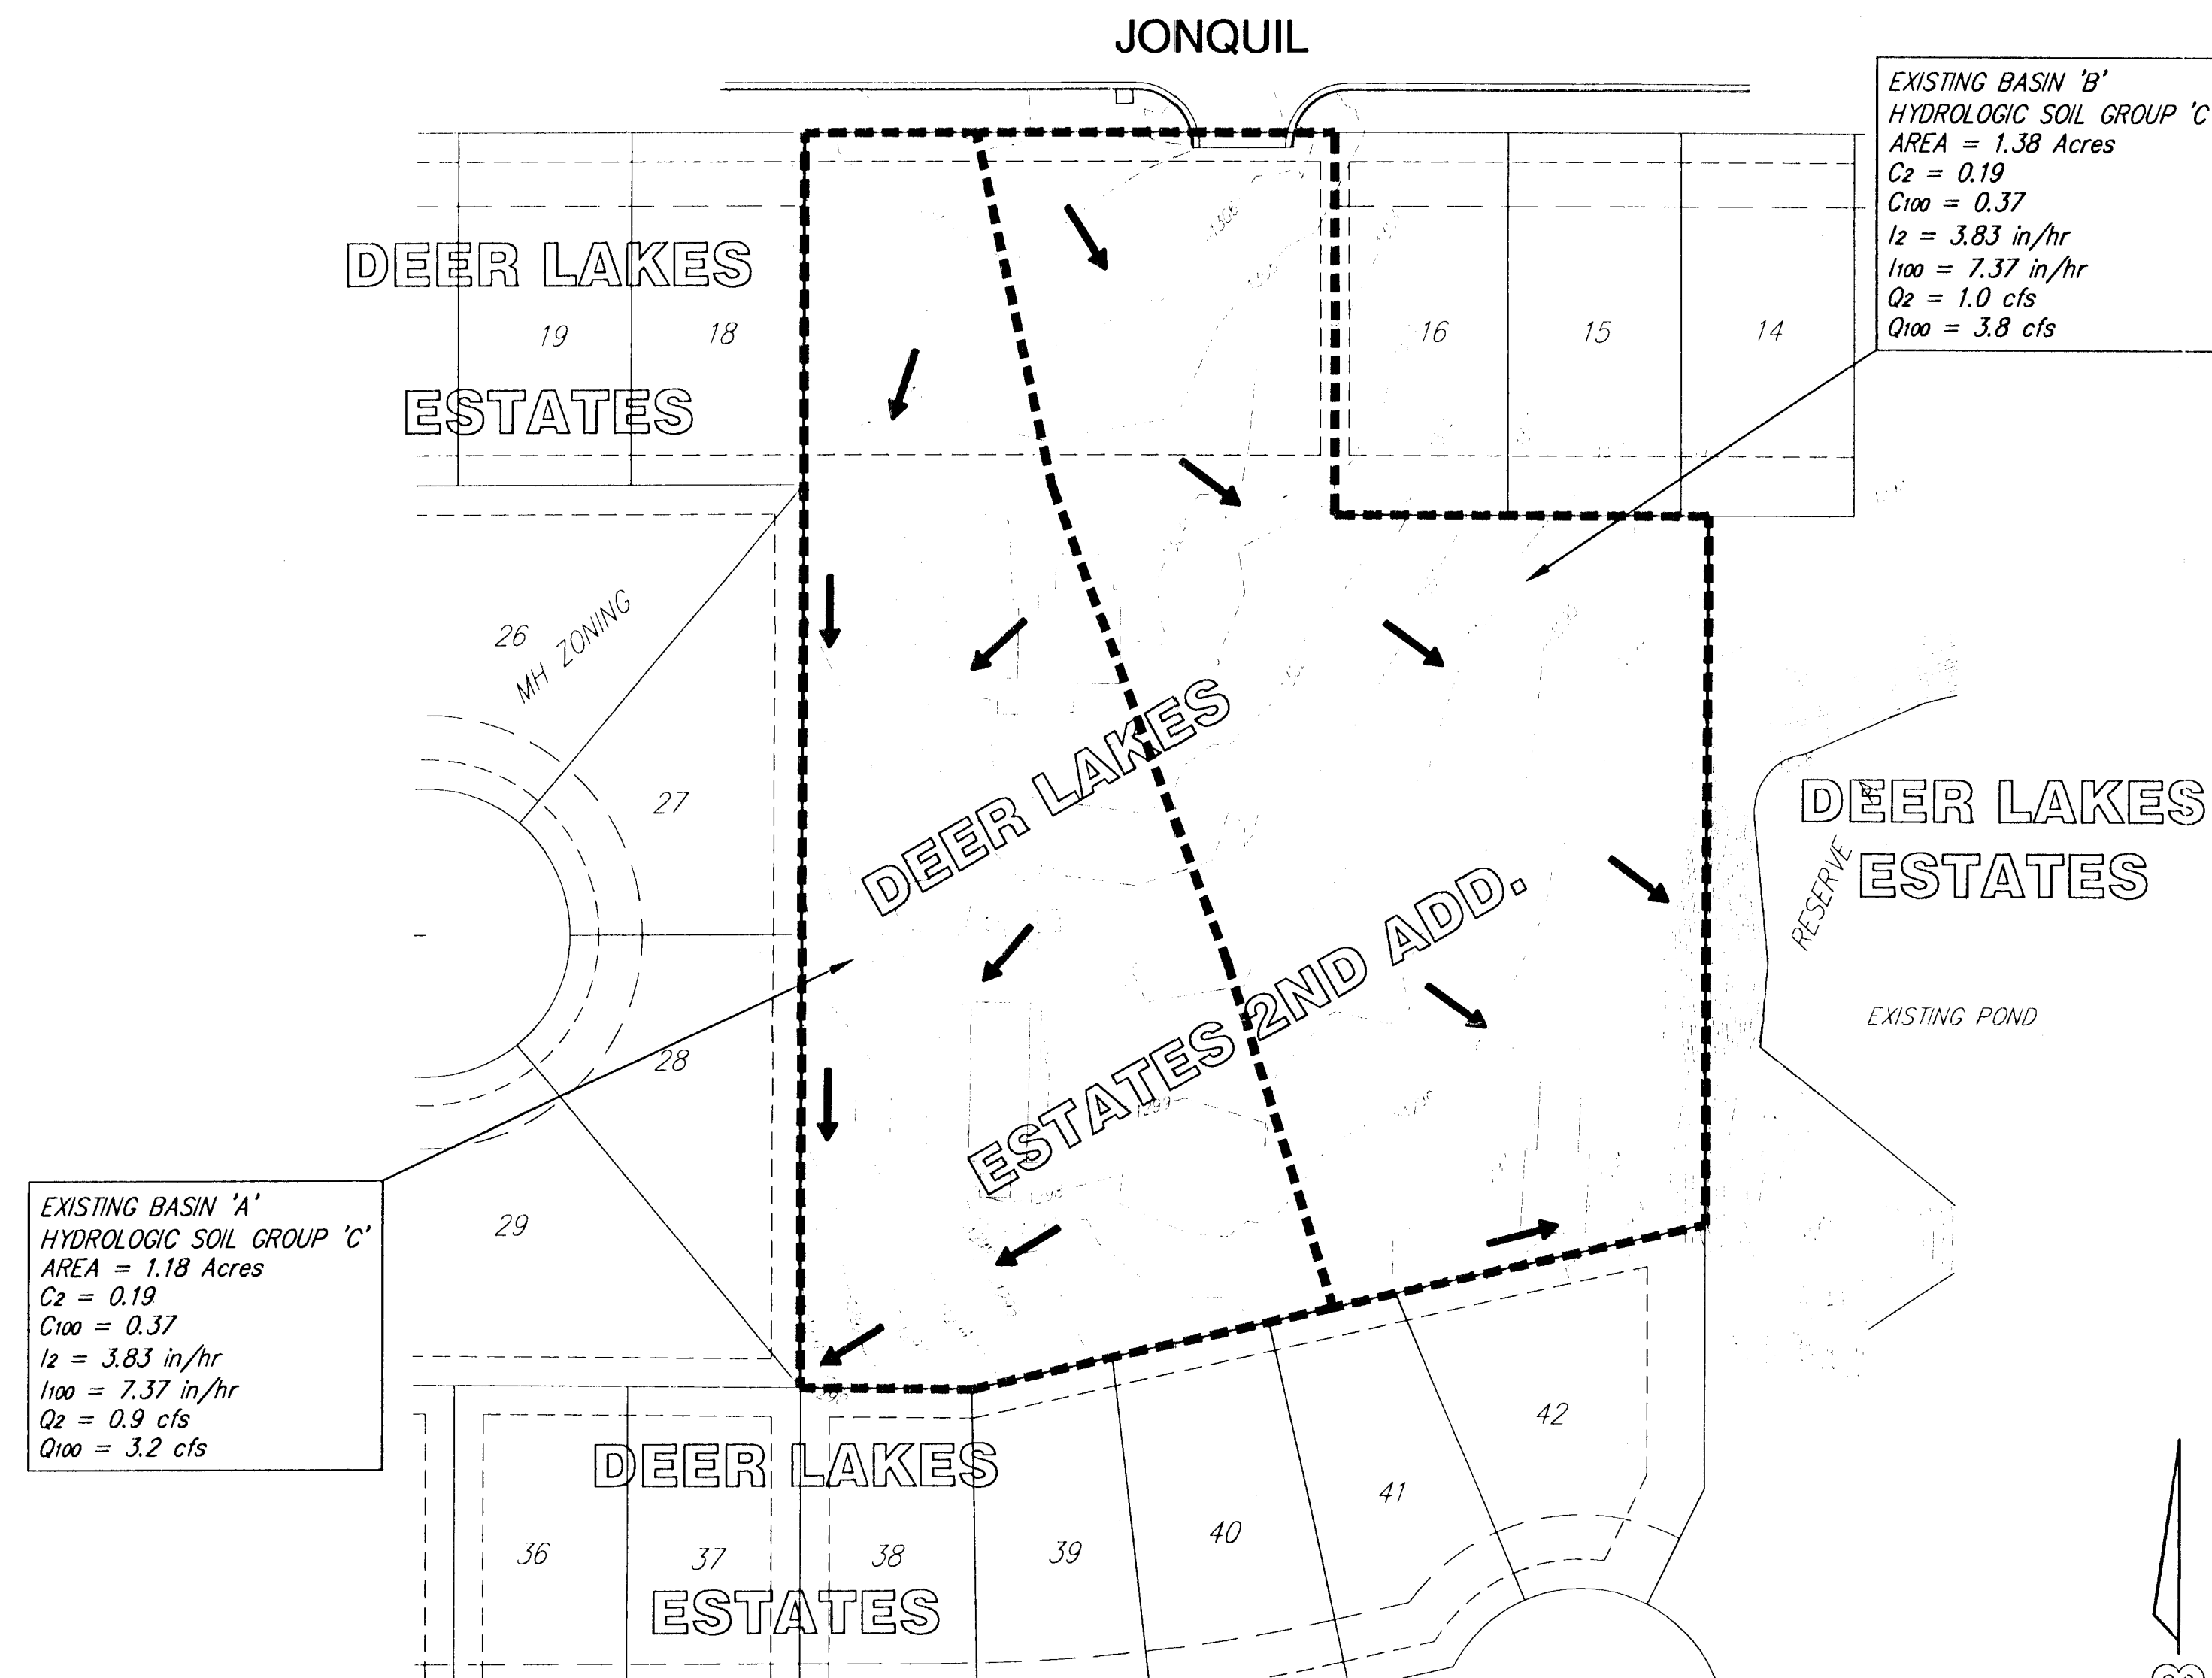 JONQUIL
EXISTING BASIN 'B'
HYDROLOGIC SOIL GROUP 'C'
AREA = 1.38 Acres
C2 = 0.19
C100 = 0.37
I2 = 3.83 in/hr
I100 = 7.37 in/hr
Q2 = 1.0 cfs
Q100 = 3.8 cfs
DEER LAKES
ESTATES
19
18
16
15
14
1306
26
MH ZONING
27
28
29
DEER LAKES
ESTATES 2ND ADD.
DEER LAKES
ESTATES
RESERVE
EXISTING POND
1299
1298
1290
EXISTING BASIN 'A'
HYDROLOGIC SOIL GROUP 'C'
AREA = 1.18 Acres
C2 = 0.19
C100 = 0.37
I2 = 3.83 in/hr
I100 = 7.37 in/hr
Q2 = 0.9 cfs
Q100 = 3.2 cfs
DEER LAKES
ESTATES
36
37
38
39
40
41
42